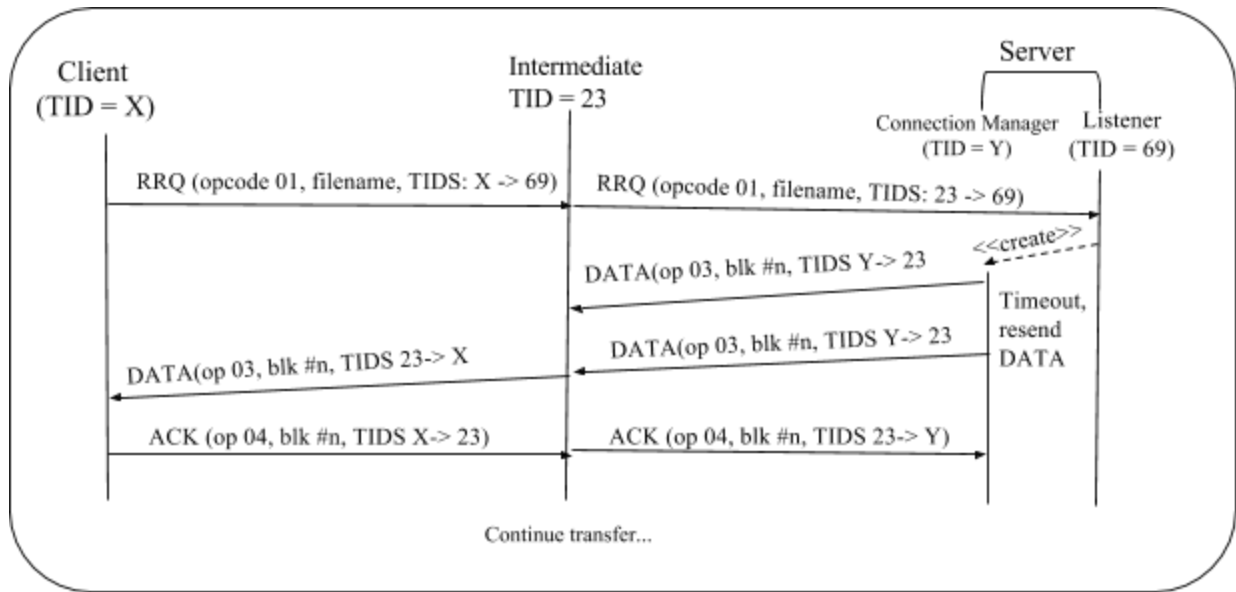 Server
Client
(TID = X)
Intermediate
TID = 23
Connection Manager
(TID = Y)
Listener
(TID = 69)
RRQ (opcode 01, filename, TIDS: X -> 69)
RRQ (opcode 01, filename, TIDS: 23 -> 69)
<<create>>
DATA(op 03, blk #n, TIDS Y-> 23
Timeout,
resend
DATA
DATA(op 03, blk #n, TIDS Y-> 23
DATA(op 03, blk #n, TIDS 23-> X
ACK (op 04, blk #n, TIDS X-> 23)
ACK (op 04, blk #n, TIDS 23-> Y)
Continue transfer...